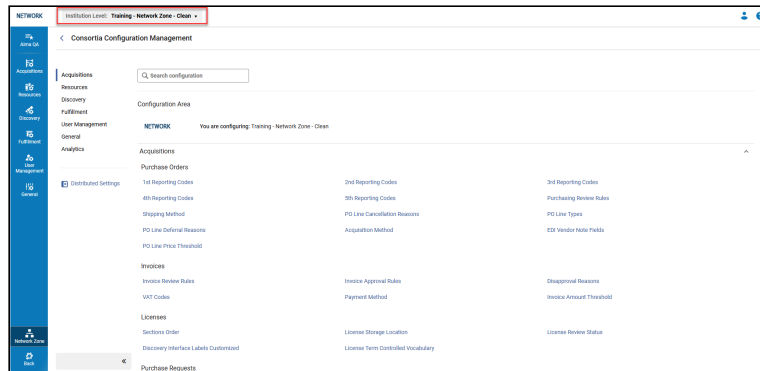 NETWORK
Institution Level: Training - Network Zone - Clean
Alma QA
Acquisitions
Resources
Discovery
Fulfillment
User Management
General
Network Zone
Back
Consortia Configuration Management
Acquisitions
Resources
Discovery
Fulfillment
User Management
General
Analytics
Distributed Settings
Search configuration
Configuration Area
NETWORK You are configuring: Training - Network Zone - Clean
Acquisitions
Purchase Orders
1st Reporting Codes 2nd Reporting Codes 3rd Reporting Codes
4th Reporting Codes 5th Reporting Codes Purchasing Review Rules
Shipping Method PO Line Cancellation Reasons PO Line Types
PO Line Deferral Reasons Acquisition Method EDI Vendor Note Fields
PO Line Price Threshold
Invoices
Invoice Review Rules Invoice Approval Rules Disapproval Reasons
VAT Codes Payment Method Invoice Amount Threshold
Licenses
Sections Order License Storage Location License Review Status
Discovery Interface Labels Customized License Term Controlled Vocabulary
Purchase Requests